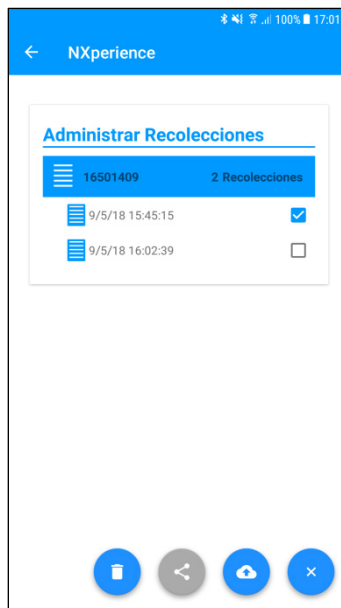 100% 17:01
NXperience
Administrar Recolecciones
16501409 2 Recolecciones
9/5/18 15:45:15
9/5/18 16:02:39